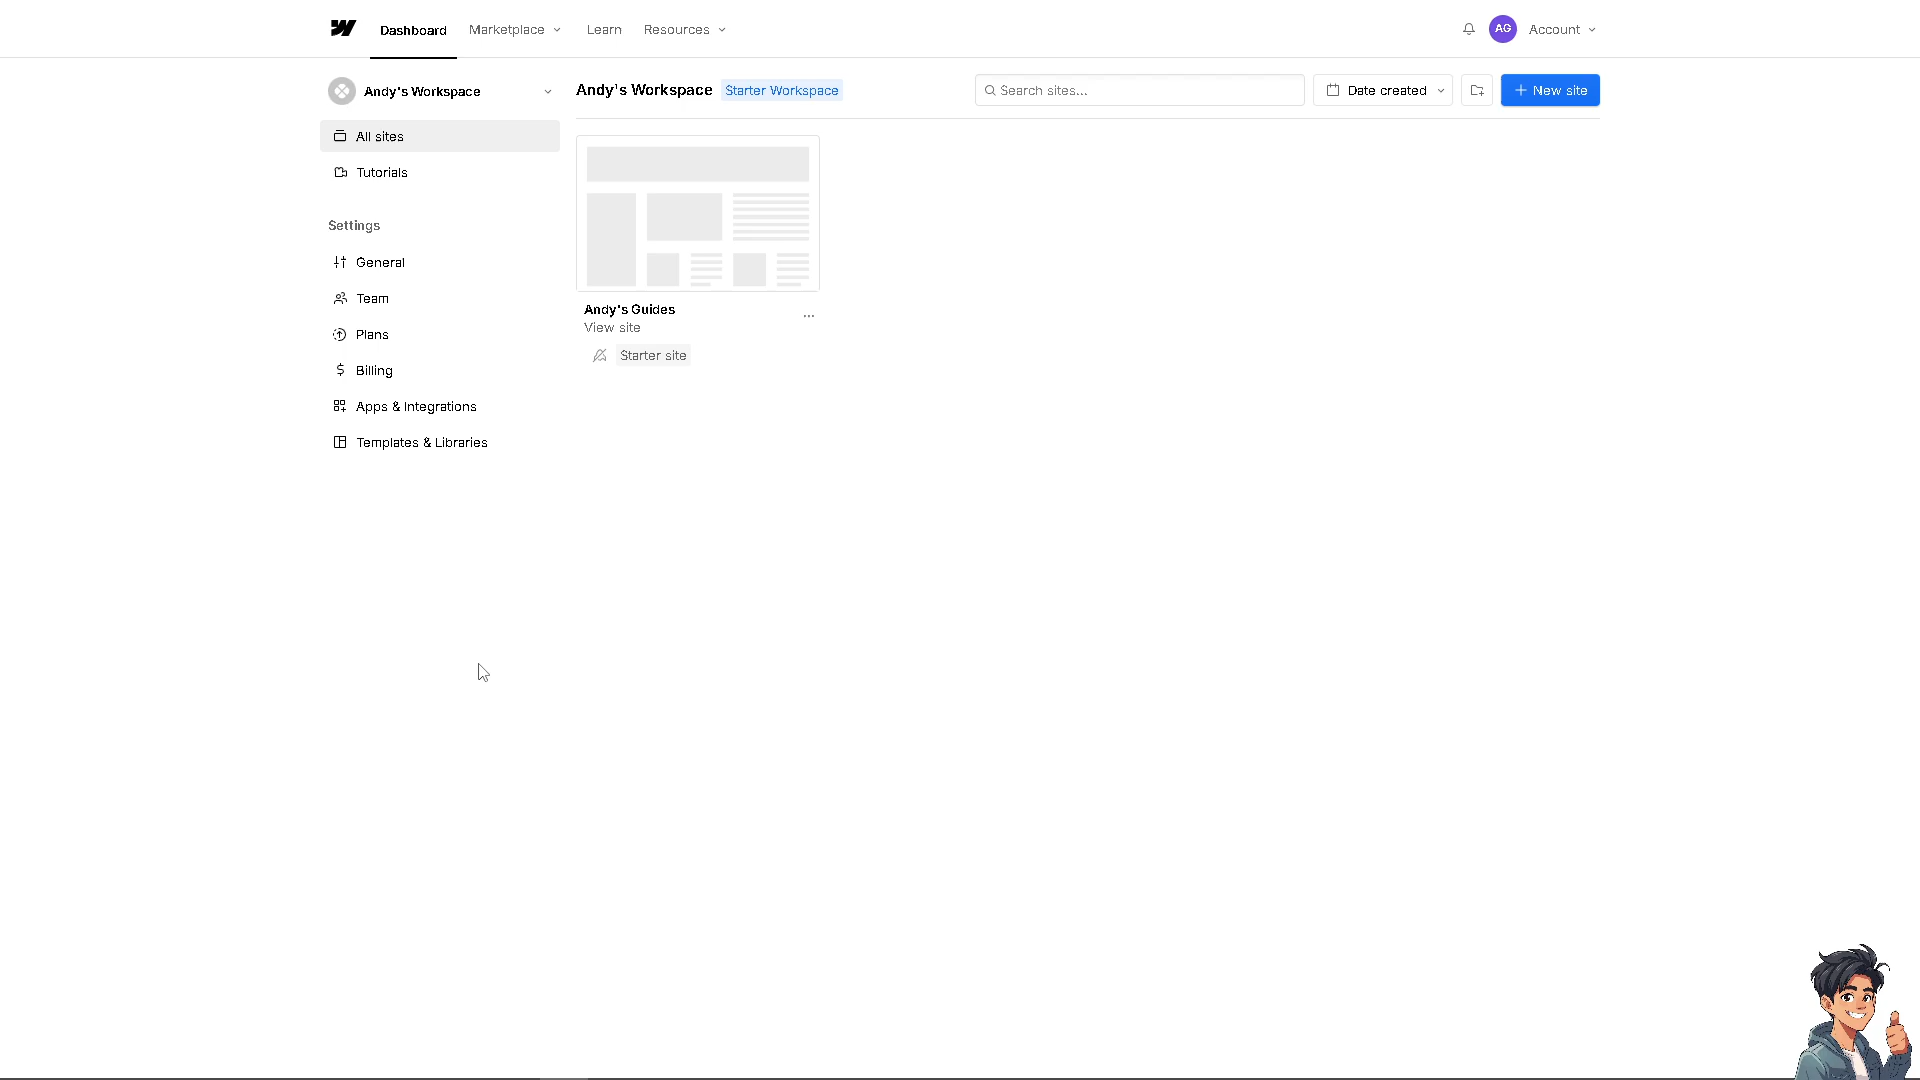 Dashboard
Marketplace
Learn
Resources
AG
Account
Andy's Workspace
All sites
Tutorials
Settings
General
Team
Plans
Billing
Apps & Integrations
Templates & Libraries
Andy's Workspace
Starter Workspace
Search sites...
Date created
New site
Andy's Guides
View site
Starter site